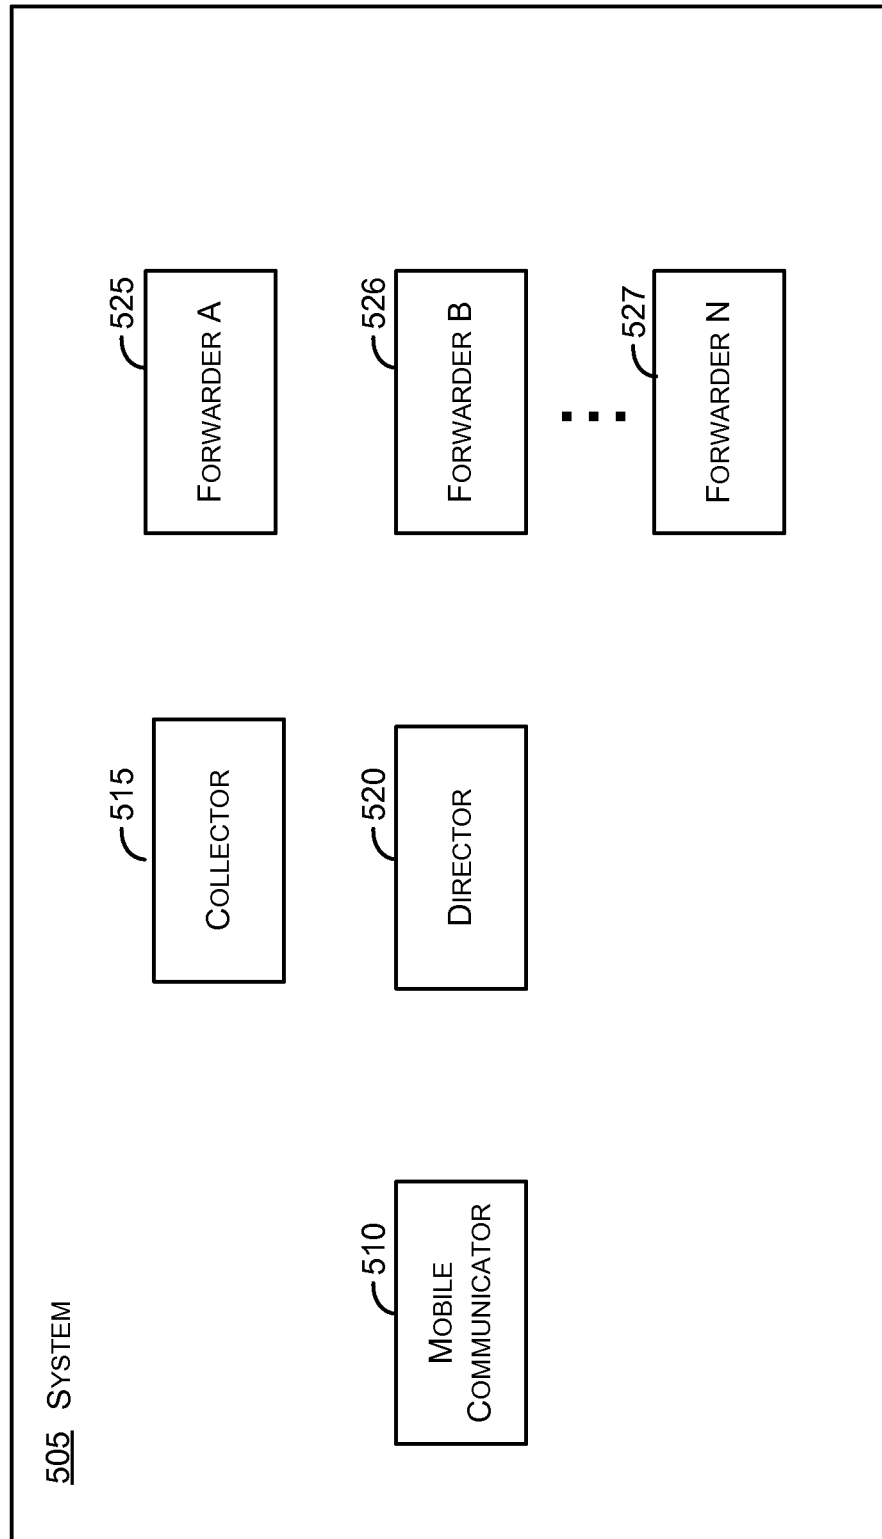 505 SYSTEM
515
COLLECTOR
525
FORWARDER A
510
MOBILE
COMMUNICATOR
520
DIRECTOR
526
FORWARDER B
...
527
FORWARDER N